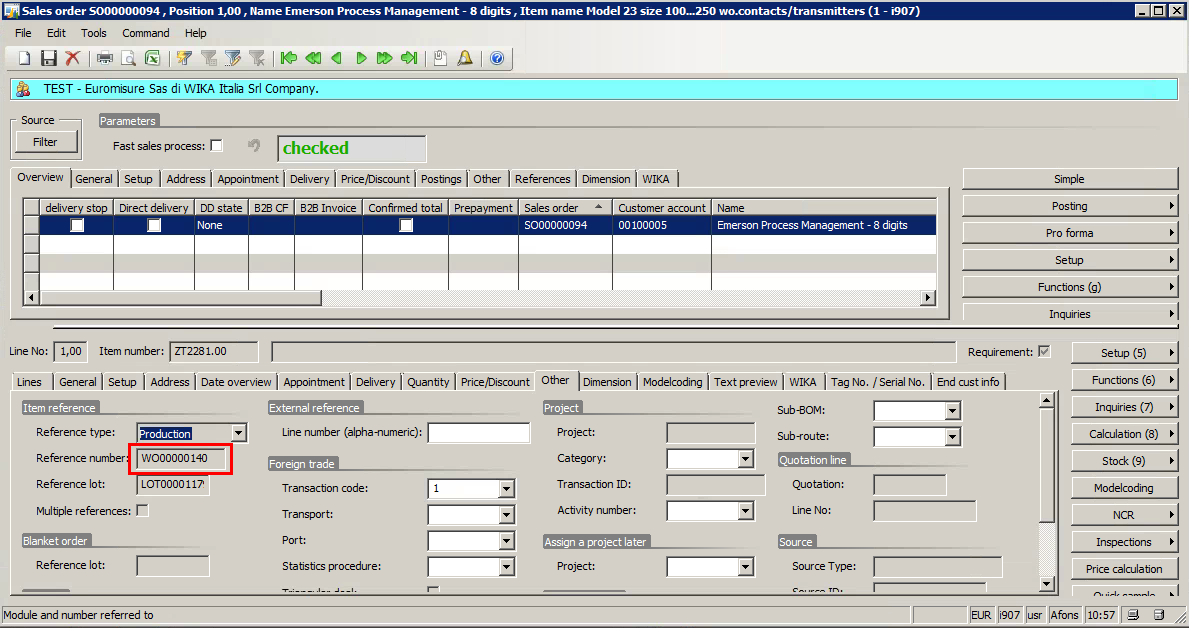 Sales order SO00000094 , Position 1,00 , Name Emerson Process Management - 8 digits , Item name Model 23 size 100...250 wo.contacts/transmitters (1 - i907)
File Edit Tools Command Help
TEST - Euromisure Sas di WIKA Italia Srl Company.
Source
Filter
Parameters
Fast sales process:
checked
Overview General Setup Address Appointment Delivery Price/Discount Postings Other References Dimension WIKA
delivery stop Direct delivery DD state B2B CF B2B Invoice Confirmed total Prepayment Sales order Customer account Name
None SO00000094 00100005 Emerson Process Management - 8 digits
Simple
Posting
Pro forma
Setup
Functions (g)
Inquiries
Line No: 1,00 Item number: ZT2281.00 Requirement:
Lines General Setup Address Date overview Appointment Delivery Quantity Price/Discount Other Dimension Modelcoding Text preview WIKA Tag No. / Serial No. End cust info
Item reference
Reference type: Production
Reference number: WO00000140
Reference lot: LOT0000117
Multiple references:
Blanket order
Reference lot:
External reference
Line number (alpha-numeric):
Foreign trade
Transaction code: 1
Transport:
Port:
Statistics procedure:
Project
Project:
Category:
Transaction ID:
Activity number:
Assign a project later
Project:
Sub-BOM:
Sub-route:
Quotation line
Quotation:
Line No:
Source
Source Type:
Source ID:
Setup (5)
Functions (6)
Inquiries (7)
Calculation (8)
Stock (9)
Modelcoding
NCR
Inspections
Price calculation
Quick sample
Module and number referred to
EUR i907 usr Afons 10:57